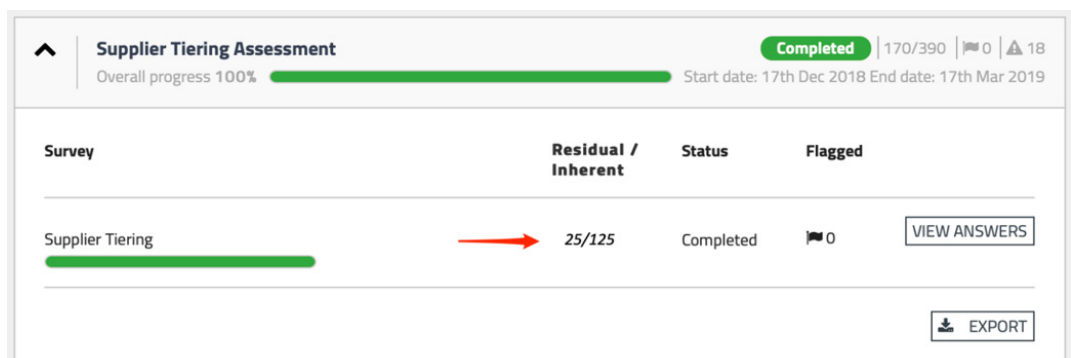 Supplier Tiering Assessment Completed 170/390 0 18
Overall progress 100% Start date: 17th Dec 2018 End date: 17th Mar 2019
Survey Residual / Inherent Status Flagged
Supplier Tiering 25/125 Completed 0 VIEW ANSWERS
EXPORT